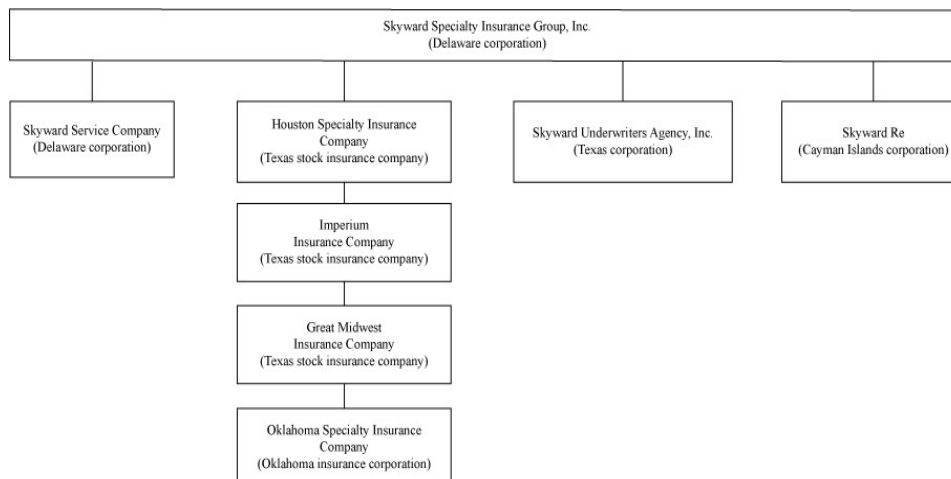 Skyward Specialty Insurance Group, Inc.
(Delaware corporation)
Skyward Service Company
(Delaware corporation)
Houston Specialty Insurance
Company
(Texas stock insurance company)
Skyward Underwriters Agency, Inc.
(Texas corporation)
Skyward Re
(Cayman Islands corporation)
Imperium
Insurance Company
(Texas stock insurance company)
Great Midwest
Insurance Company
(Texas stock insurance company)
Oklahoma Specialty Insurance
Company
(Oklahoma insurance corporation)